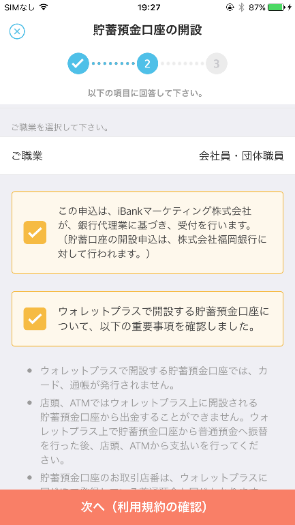 SIMなし 19:27 87%
貯蓄預金口座の開設
2 3
以下の項目に回答して下さい。
ご職業を選択して下さい。
ご職業 会社員・団体職員
この申込は、iBankマーケティング株式会社
が、銀行代理業に基づき、受付を行います。
（貯蓄口座の開設申込は、株式会社福岡銀行に
対して行われます。）
ウォレットプラスで開設する貯蓄預金口座に
ついて、以下の重要事項を確認しました。
ウォレットプラスで開設する貯蓄預金口座では、カ
ード、通帳が発行されません。
店頭、ATMではウォレットプラス上に開設される
貯蓄預金口座から出金することができません。ウォ
レットプラス上で貯蓄預金口座から普通預金へ振替
を行った後、店頭、ATMから支払いを行ってくだ
さい。
貯蓄預金口座のお取引店番は、ウォレットプラスに
次へ（利用規約の確認）